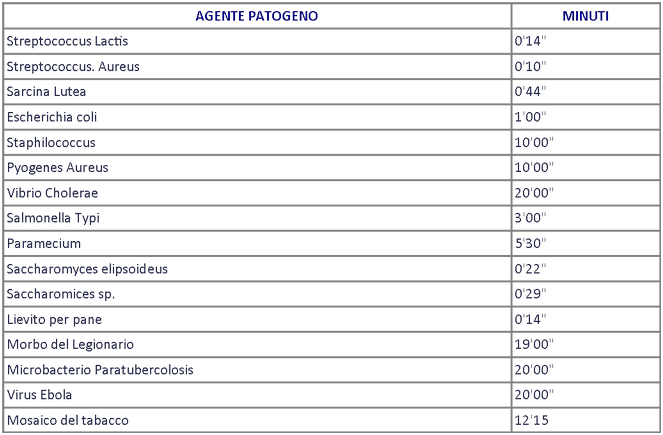 AGENTE PATOGENO MINUTI
Streptococcus Lactis 0'14"
Streptococcus. Aureus 0'10"
Sarcina Lutea 0'44"
Escherichia coli 1'00"
Staphilococcus 10'00"
Pyogenes Aureus 10'00"
Vibrio Cholerae 20'00"
Salmonella Typi 3'00"
Paramecium 5'30"
Saccharomyces elipsoideus 0'22"
Saccharomices sp. 0'29"
Lievito per pane 0'14"
Morbo del Legionario 19'00"
Microbacterio Paratubercolosis 20'00"
Virus Ebola 20'00"
Mosaico del tabacco 12'15